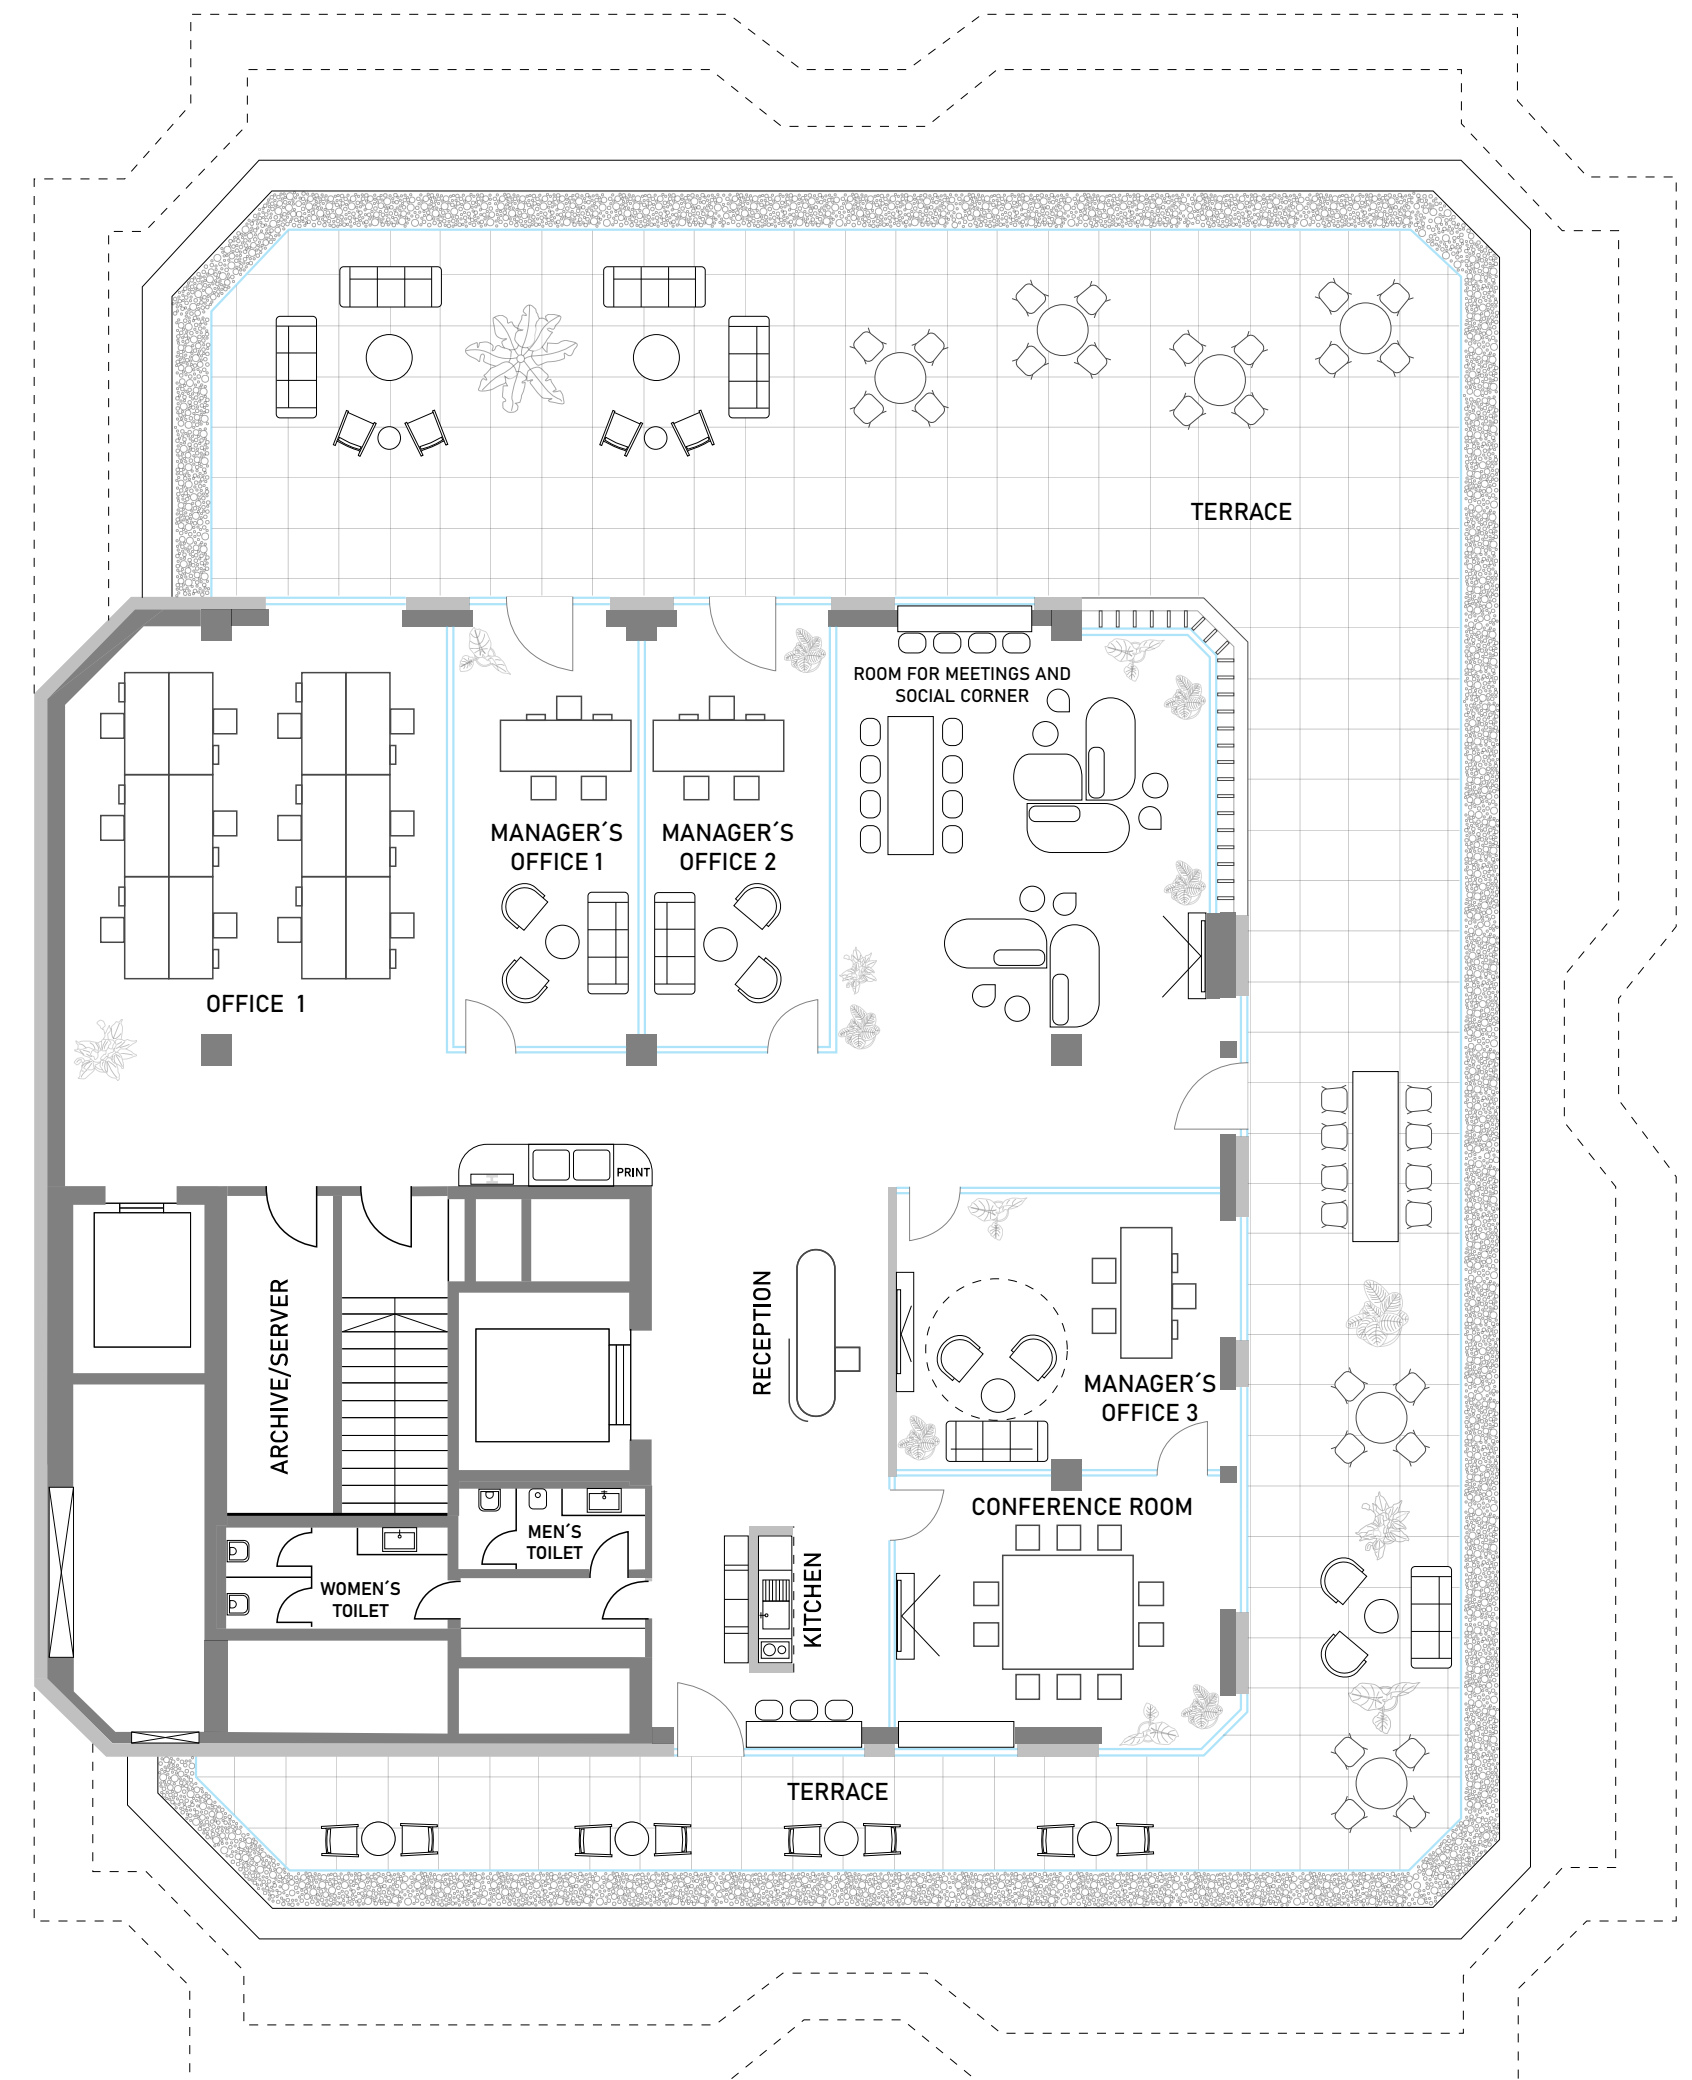 TERRACE
ROOM FOR MEETINGS AND
SOCIAL CORNER
MANAGER´S
OFFICE 1
MANAGER´S
OFFICE 2
OFFICE 1
PRINT
ARCHIVE/SERVER
RECEPTION
MANAGER´S
OFFICE 3
CONFERENCE ROOM
MEN´S
TOILET
WOMEN´S
TOILET
KITCHEN
TERRACE